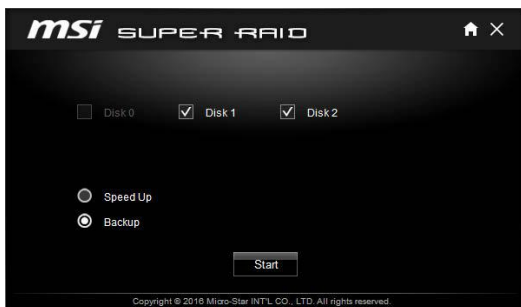 msi SUPER RAID
Disk 0 Disk 1 Disk 2
Speed Up
Backup
Start
Copyright © 2016 Micro-Star INT'L CO., LTD. All rights reserved.